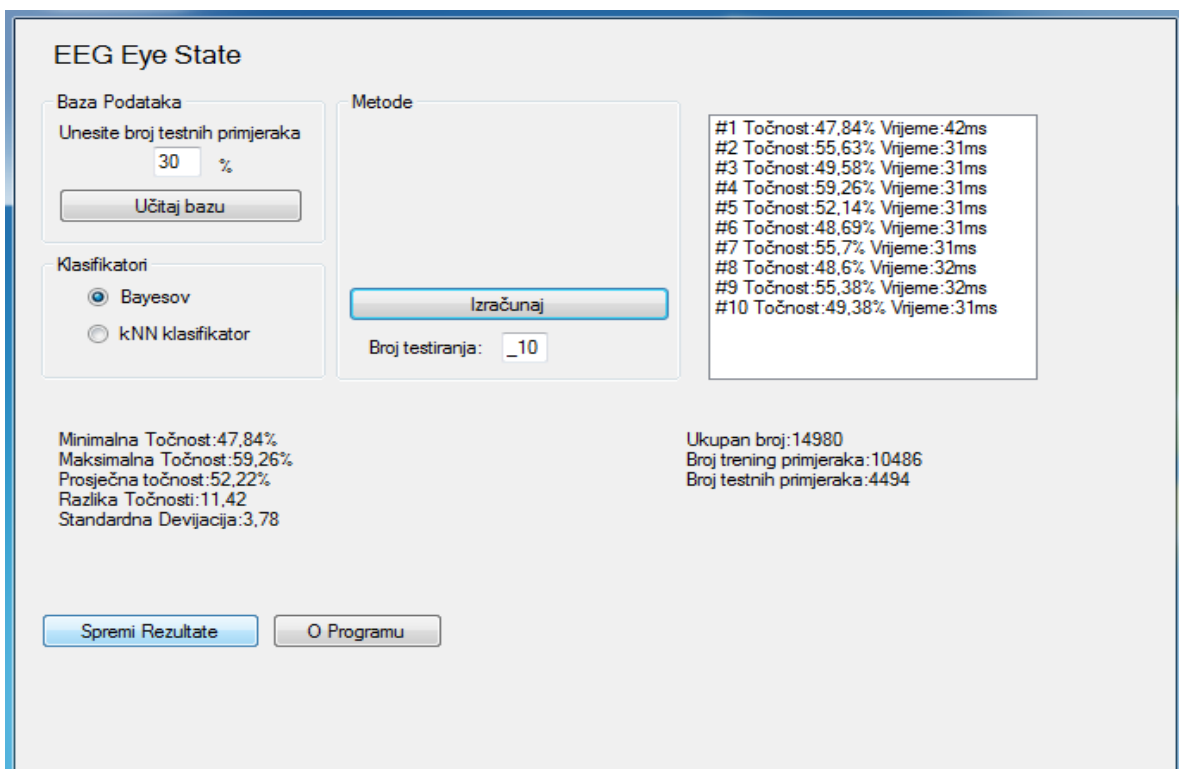 EEG Eye State
Baza Podataka
Unesite broj testnih primjeraka
30 %
Učitaj bazu
Klasifikatori
Bayesov
kNN klasifikator
Metode
Izračunaj
Broj testiranja: _10
#1 Točnost:47,84% Vrijeme:42ms
#2 Točnost:55,63% Vrijeme:31ms
#3 Točnost:49,58% Vrijeme:31ms
#4 Točnost:59,26% Vrijeme:31ms
#5 Točnost:52,14% Vrijeme:31ms
#6 Točnost:48,69% Vrijeme:31ms
#7 Točnost:55,7% Vrijeme:31ms
#8 Točnost:48,6% Vrijeme:32ms
#9 Točnost:55,38% Vrijeme:32ms
#10 Točnost:49,38% Vrijeme:31ms
Minimalna Točnost:47,84%
Maksimalna Točnost:59,26%
Prosječna točnost:52,22%
Razlika Točnosti:11,42
Standardna Devijacija:3,78
Ukupan broj:14980
Broj trening primjeraka:10486
Broj testnih primjeraka:4494
Spremi Rezultate
O Programu